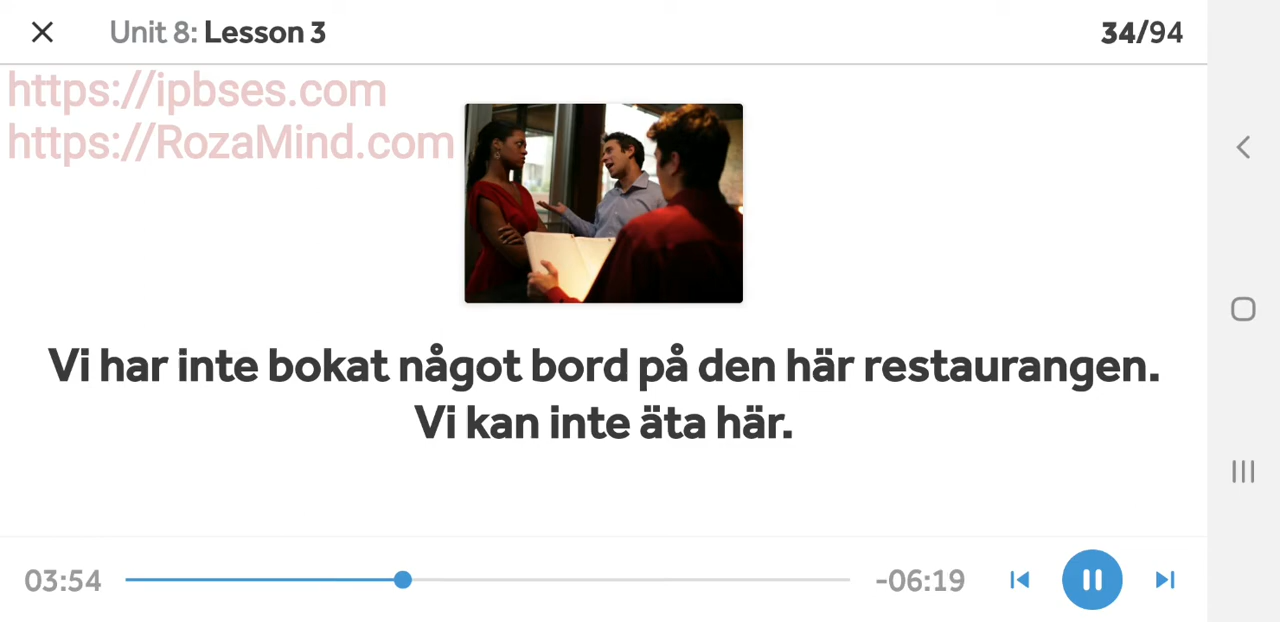 Unit 8: Lesson 3
34/94
https://ipbses.com
https://RozaMind.com
Vi har inte bokat något bord på den här restaurangen.
Vi kan inte äta här.
03:54
-06:19